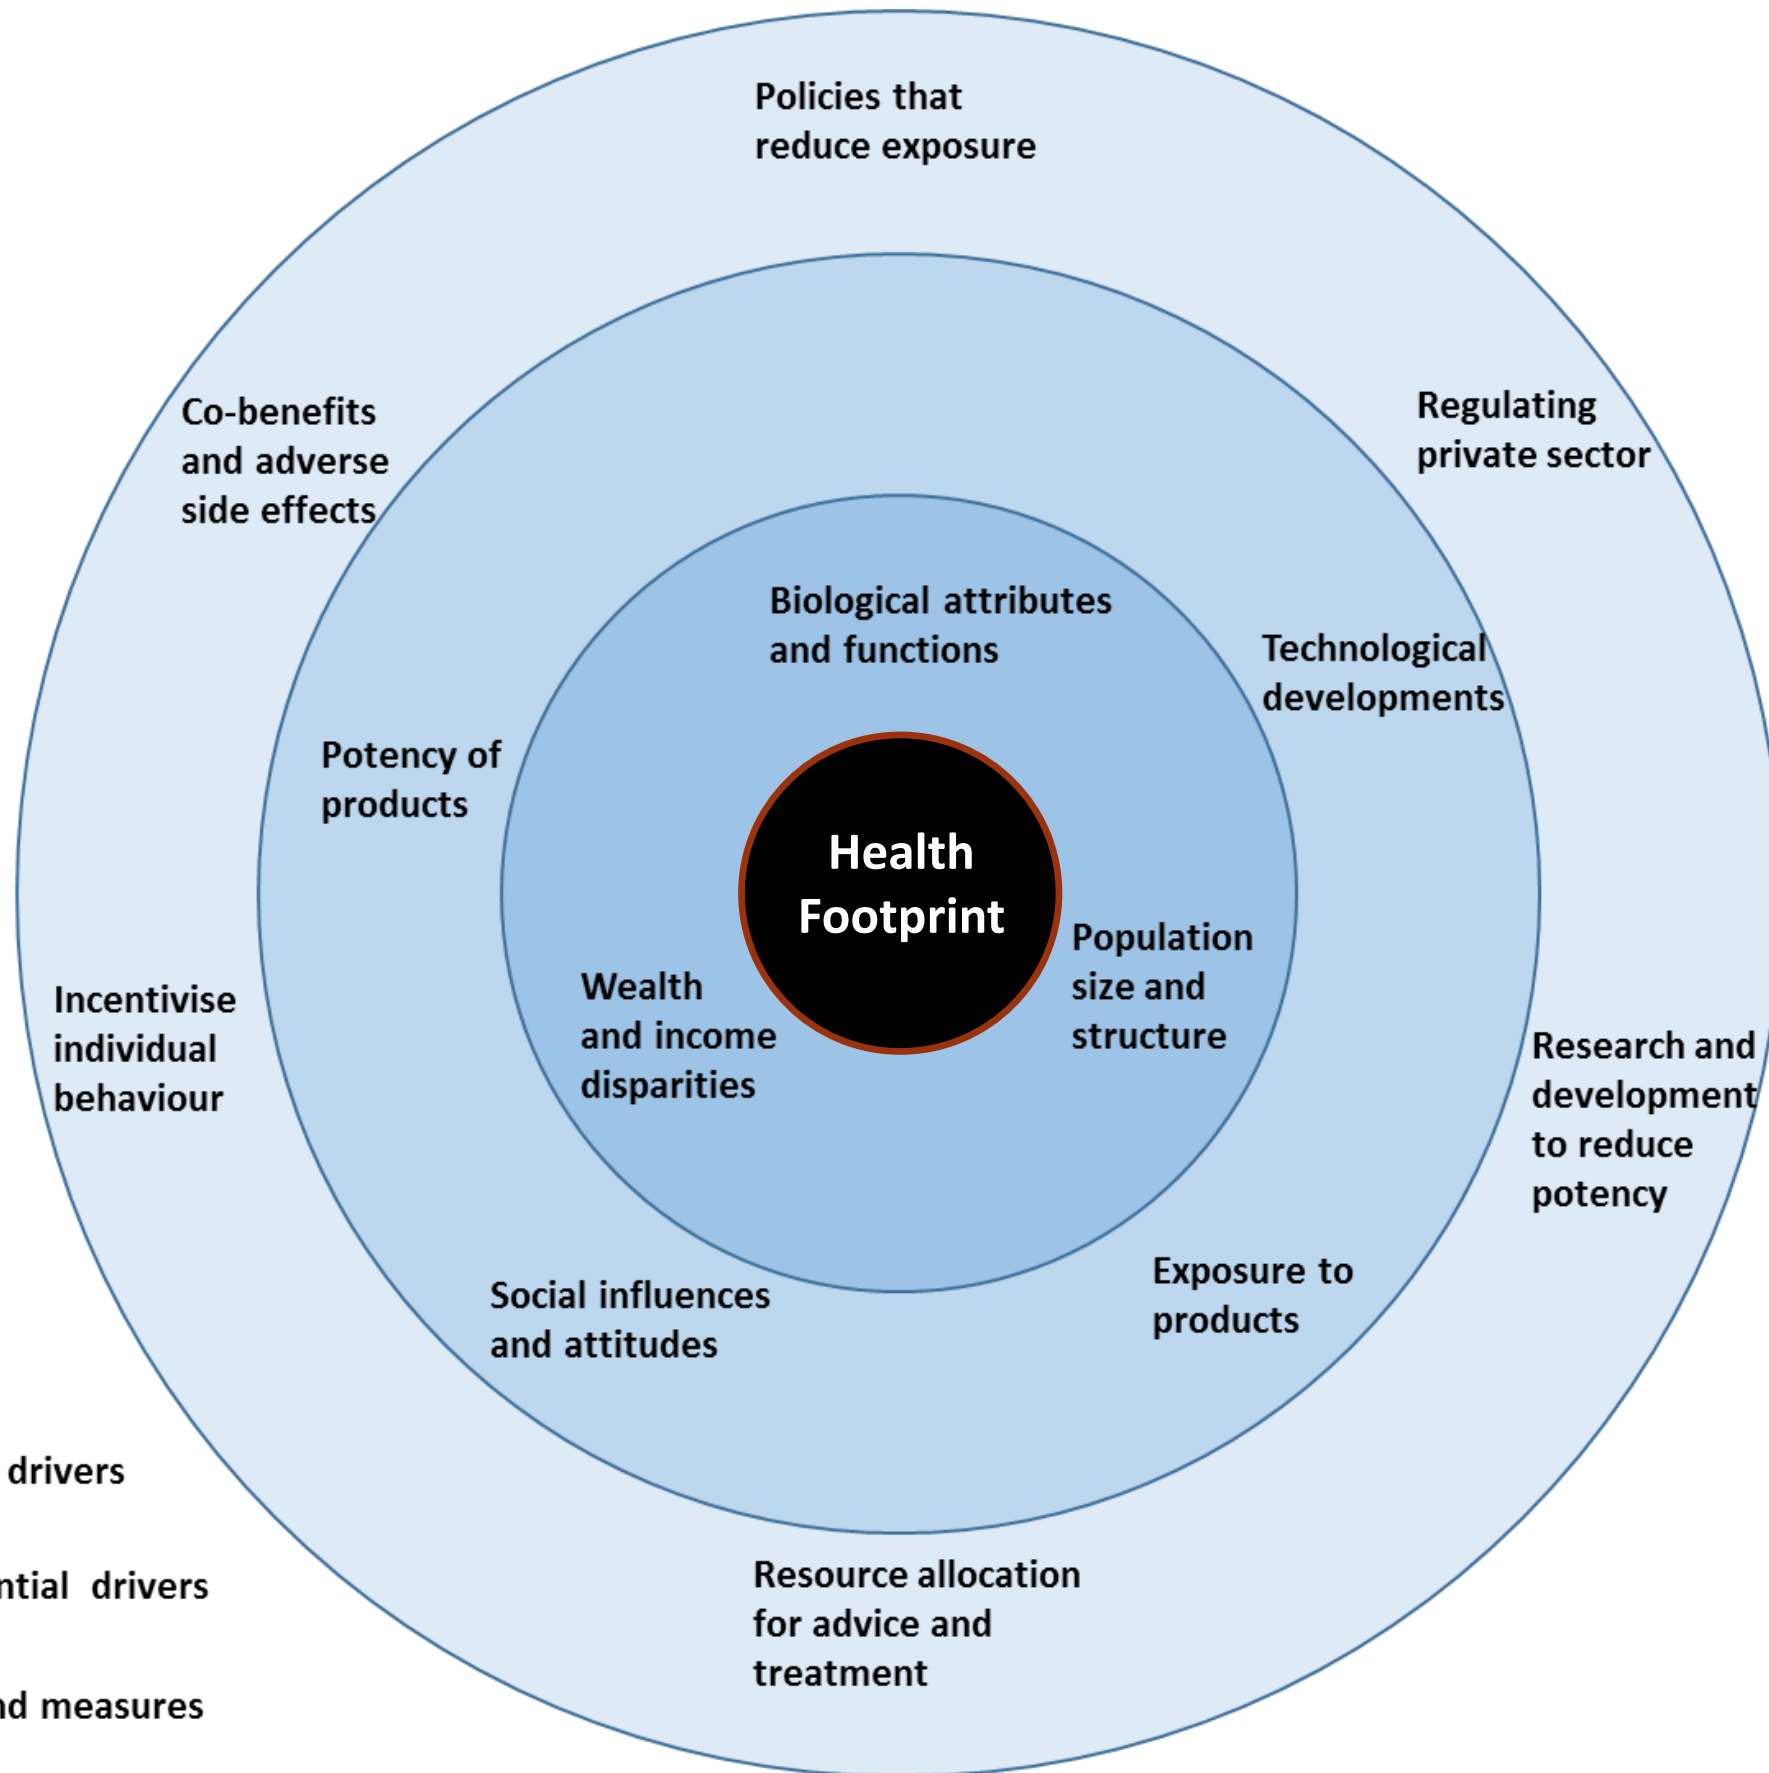 Policies that
reduce exposure
Co-benefits
and adverse
side effects
Regulating
private sector
Biological attributes
and functions
Technological
developments
Potency of
products
Health
Footprint
Population
size and
structure
Wealth
and income
disparities
Incentivise
individual
behaviour
Research and
development
to reduce
potency
Exposure to
products
Social influences
and attitudes
drivers
ntial drivers
Resource allocation
for advice and
treatment
nd measures